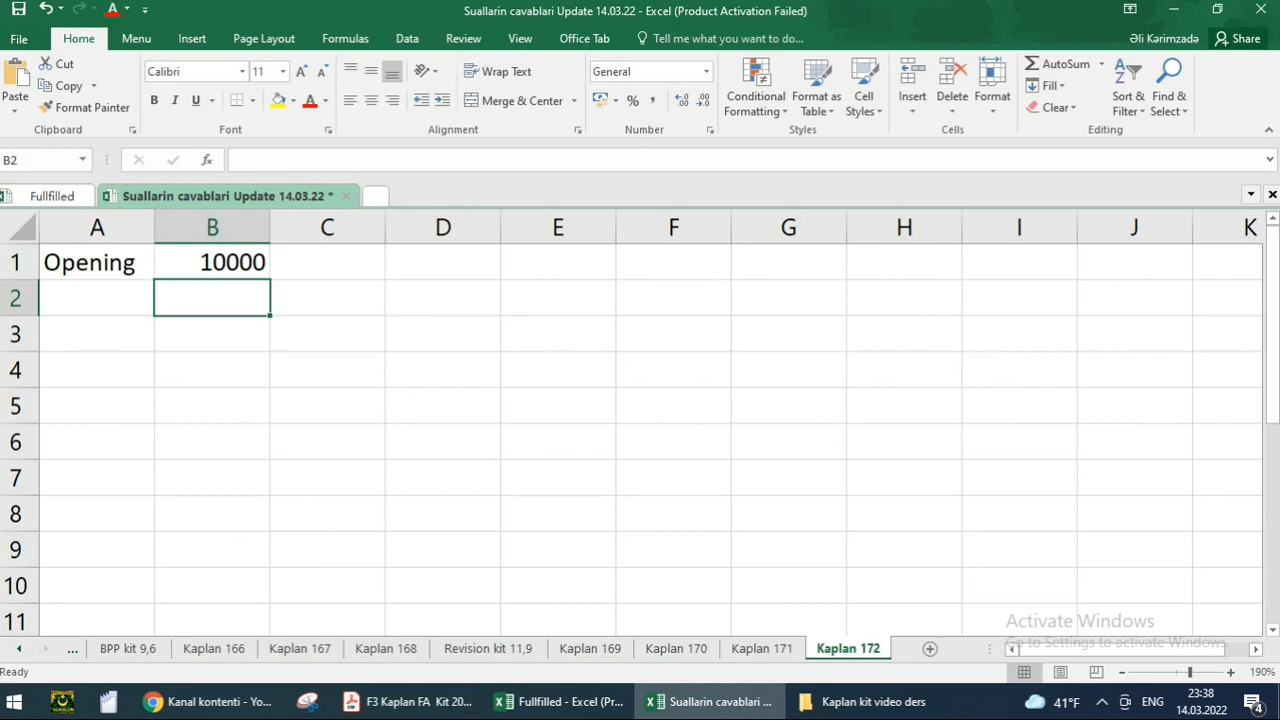 Suallarin cavablari Update 14.03.22 - Excel (Product Activation Failed)
File Home Menu Insert Page Layout Formulas Data Review View Office Tab Tell me what you want to do... Əli Kərimzadə Share
Paste Cut Copy Format Painter
Clipboard
Calibri 11
B I U A
Font
Wrap Text
Merge & Center
Alignment
General
% ,
Number
Conditional Formatting
Format as Table
Cell Styles
Styles
Insert Delete Format
Cells
AutoSum
Fill
Clear
Sort & Filter
Find & Select
Editing
B2 fx
Fullfilled Suallarin cavablari Update 14.03.22 *
A B C D E F G H I J K
1 Opening 10000
2
3
4
5
6
7
8
9
10
11
Activate Windows
Go to Settings to activate Windows.
... BPP kit 9,6 Kaplan 166 Kaplan 167 Kaplan 168 Revision kit 11,9 Kaplan 169 Kaplan 170 Kaplan 171 Kaplan 172
Ready 190%
Kanal kontenti - Yo... F3 Kaplan FA Kit 20... Fullfilled - Excel (Pr... Suallarin cavablari ... Kaplan kit video ders 41°F ENG 23:38
14.03.2022 4